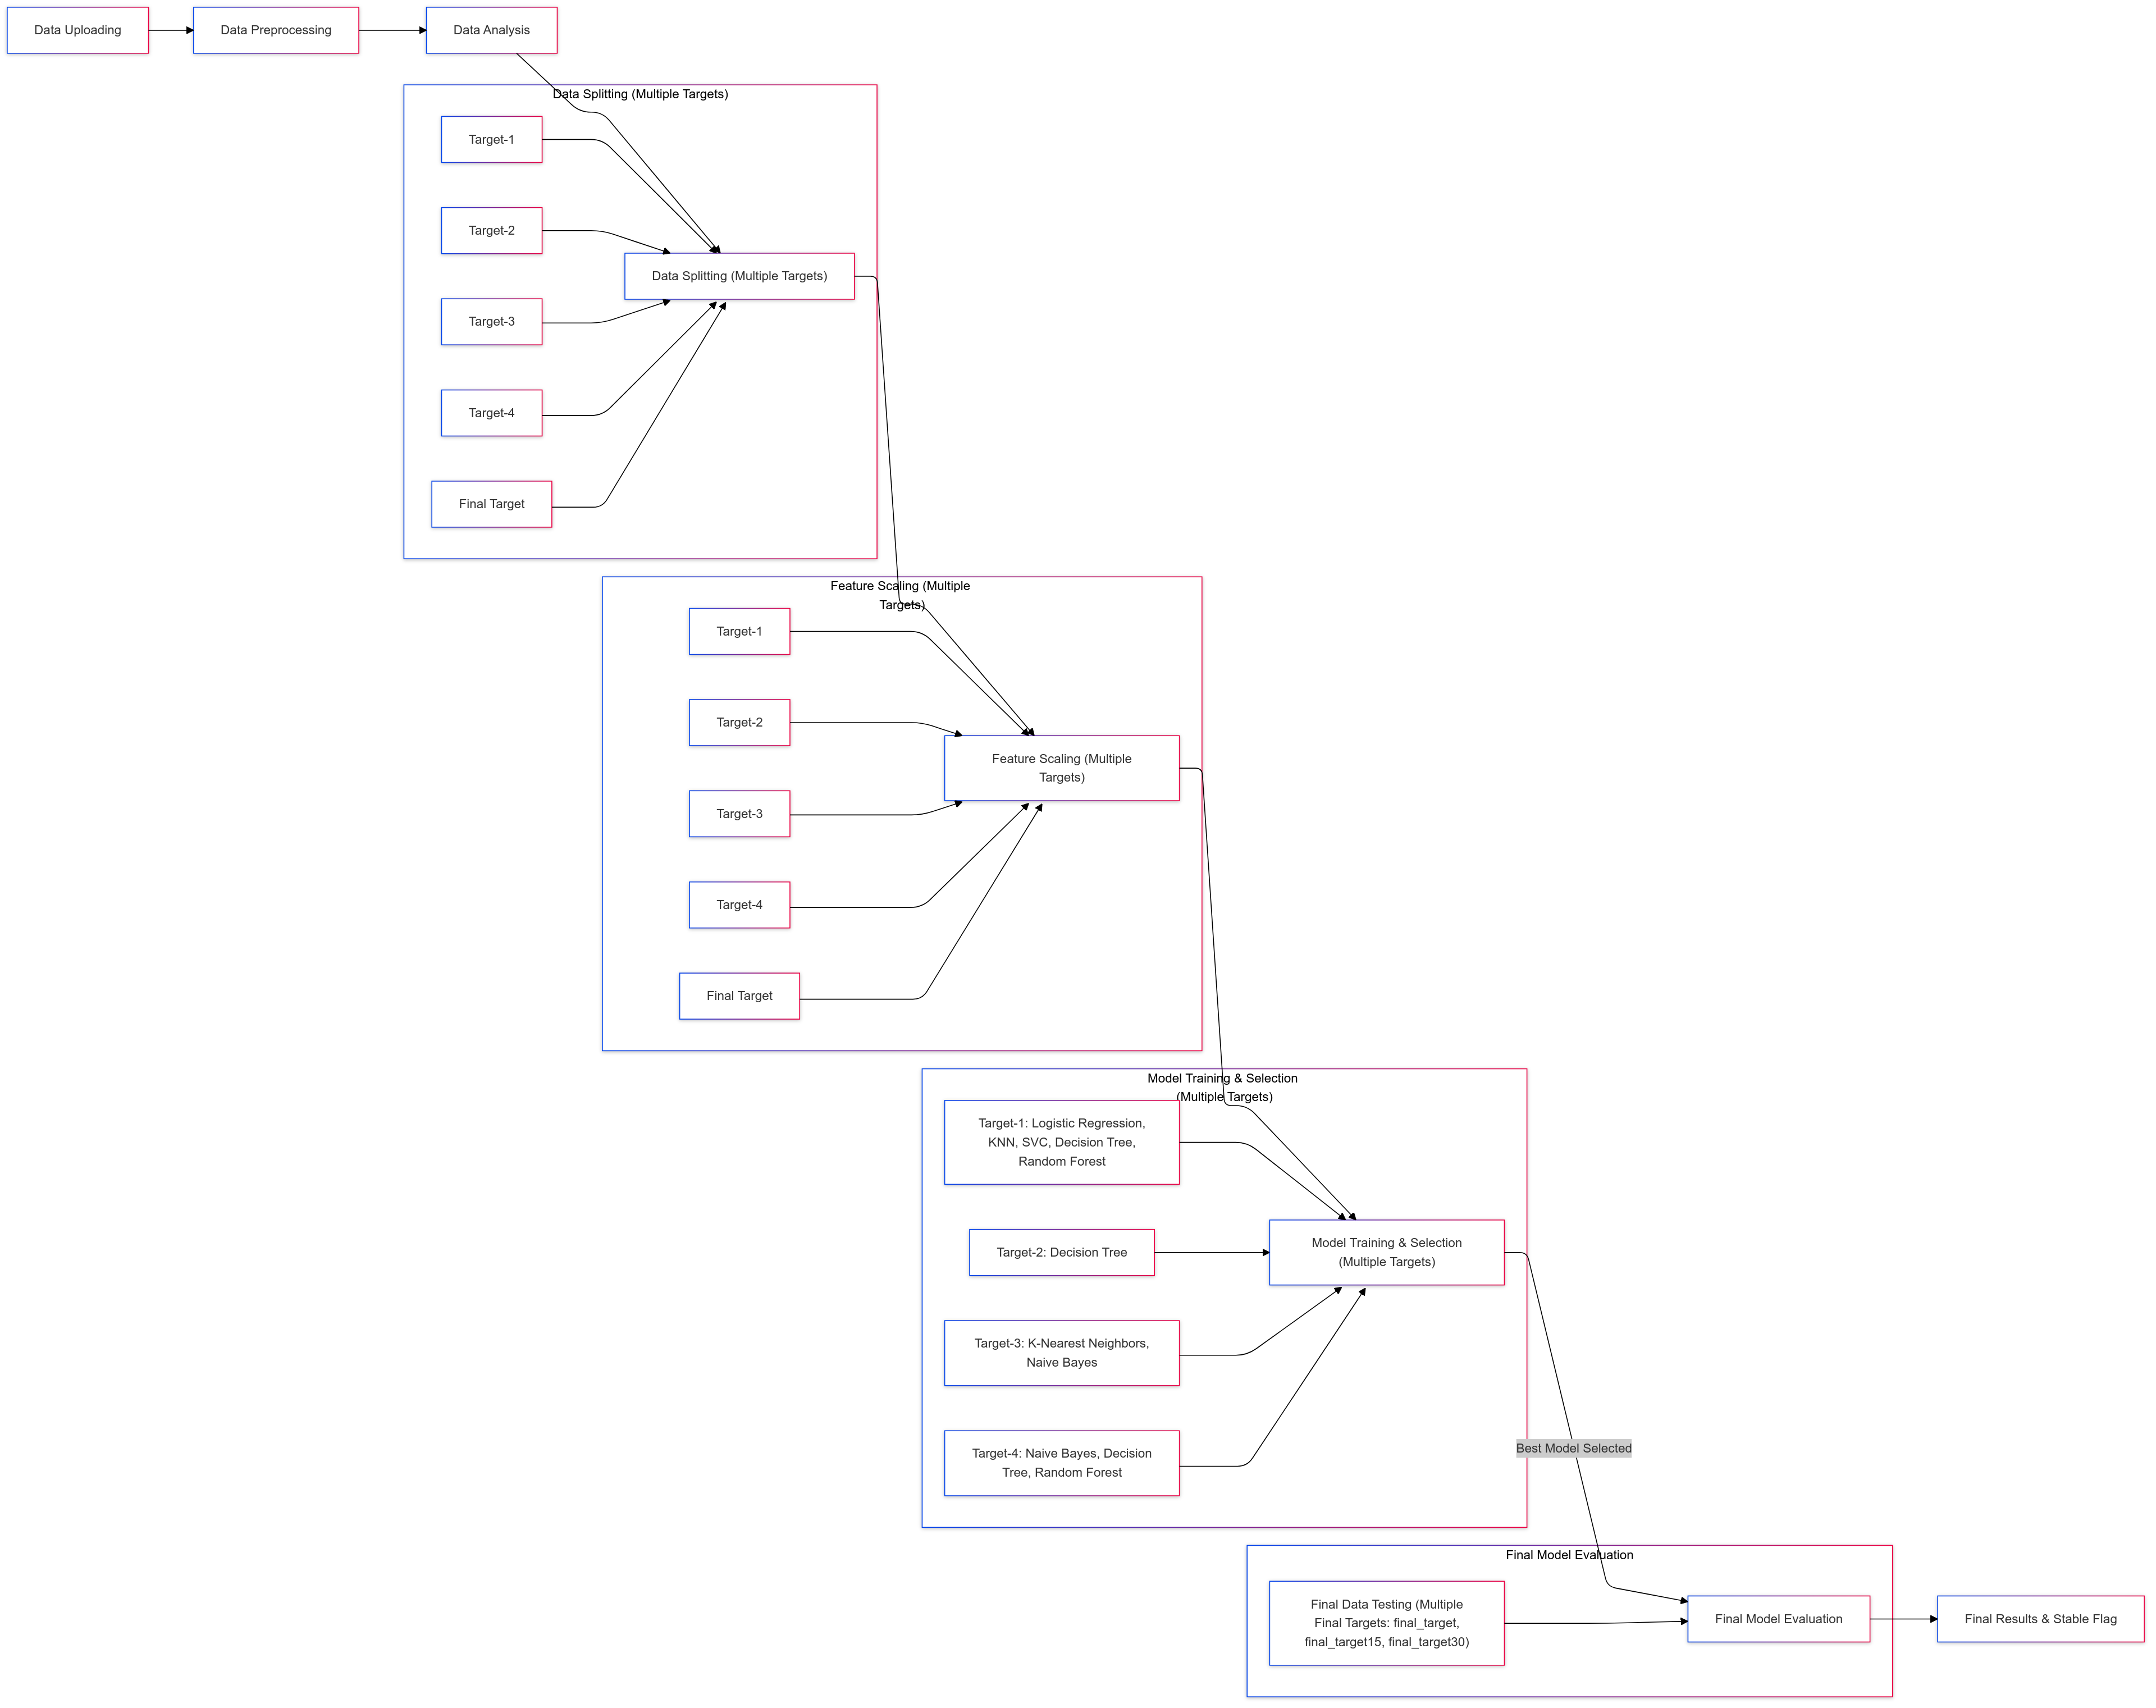 Data Uploading
Data Preprocessing
Data Analysis
Data Splitting (Multiple Targets)
Target-1
Target-2
Data Splitting (Multiple Targets)
Target-3
Target-4
Final Target
Feature Scaling (Multiple
Targets)
Target-1
Target-2
Feature Scaling (Multiple
Targets)
Target-3
Target-4
Final Target
Model Training & Selection
(Multiple Targets)
Target-1: Logistic Regression,
KNN, SVC, Decision Tree,
Random Forest
Target-2: Decision Tree
Model Training & Selection
(Multiple Targets)
Target-3: K-Nearest Neighbors,
Naive Bayes
Target-4: Naive Bayes, Decision
Tree, Random Forest
Best Model Selected
Final Model Evaluation
Final Data Testing (Multiple
Final Targets: final_target,
final_target15, final_target30)
Final Model Evaluation
Final Results & Stable Flag